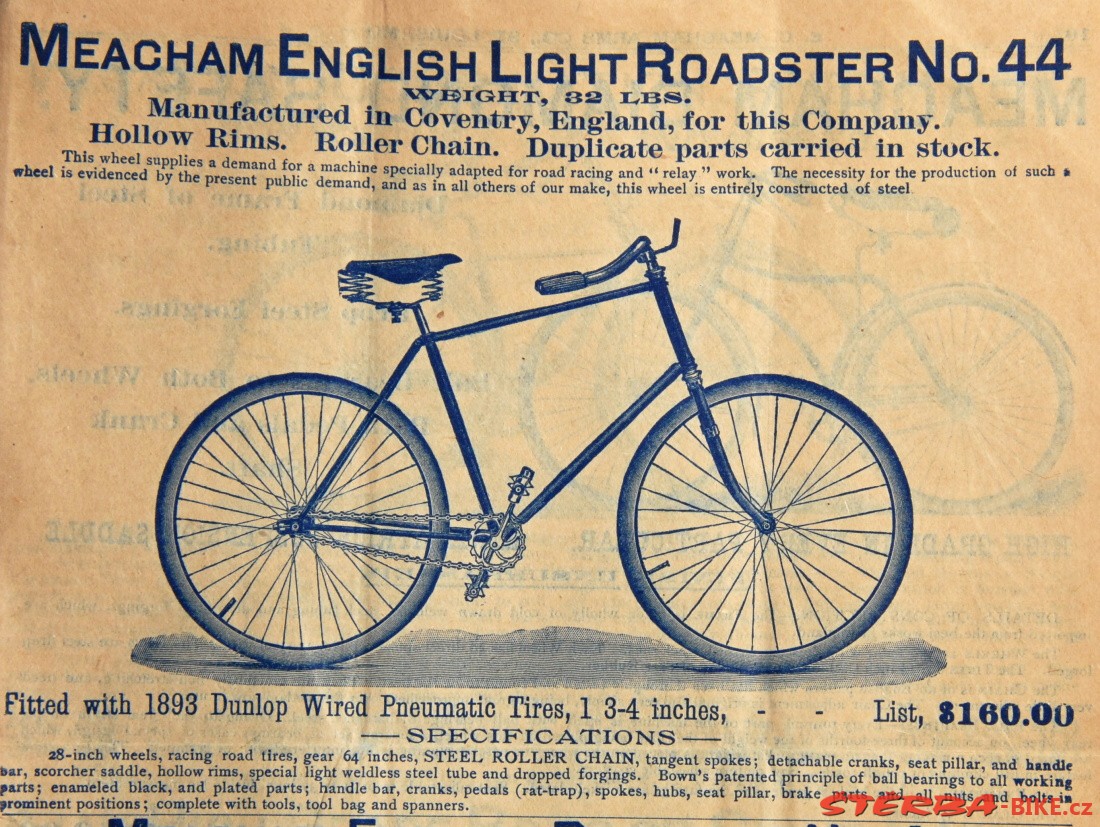 MEACHAM ENGLISH LIGHT ROADSTER NO. 44
WEIGHT, 32 LBS.
Manufactured in Coventry, England, for this Company.
Hollow Rims. Roller Chain. Duplicate parts carried in stock.
This wheel supplies a demand for a machine specially adapted for road racing and "relay" work. The necessity for the production of such a
wheel is evidenced by the present public demand, and as in all others of our make, this wheel is entirely constructed of steel.
Fitted with 1893 Dunlop Wired Pneumatic Tires, 1 3-4 inches, - List, $160.00
SPECIFICATIONS
28-inch wheels, racing road tires, gear 64 inches, STEEL ROLLER CHAIN, tangent spokes; detachable cranks, seat pillar, and handle
bar, scorcher saddle, hollow rims, special light weldless steel tube and dropped forgings. Bown's patented principle of ball bearings to all working
parts; enameled black, and plated parts; handle bar, cranks, pedals (rat-trap), spokes, hubs, seat pillar, brake parts and all nuts and bolts in
prominent positions; complete with tools, tool bag and spanners.
STERBA-BIKE.cz